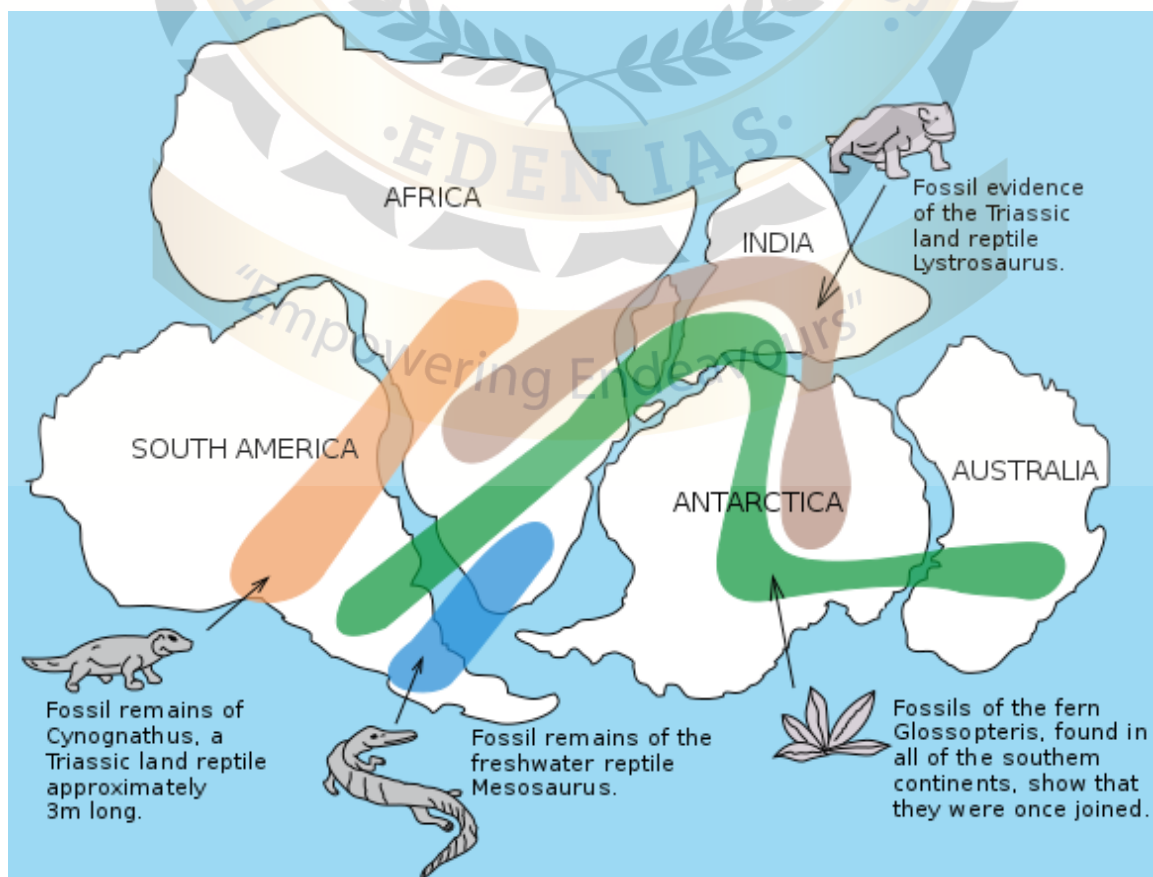 ·EDEN IAS·
"Empowering Endeavours"
AFRICA
INDIA
Fossil evidence
of the Triassic
land reptile
Lystrosaurus.
SOUTH AMERICA
ANTARCTICA
AUSTRALIA
Fossil remains of
Cynognathus, a
Triassic land reptile
approximately
3m long.
Fossil remains of the
freshwater reptile
Mesosaurus.
Fossils of the fern
Glossopteris, found in
all of the southern
continents, show that
they were once joined.